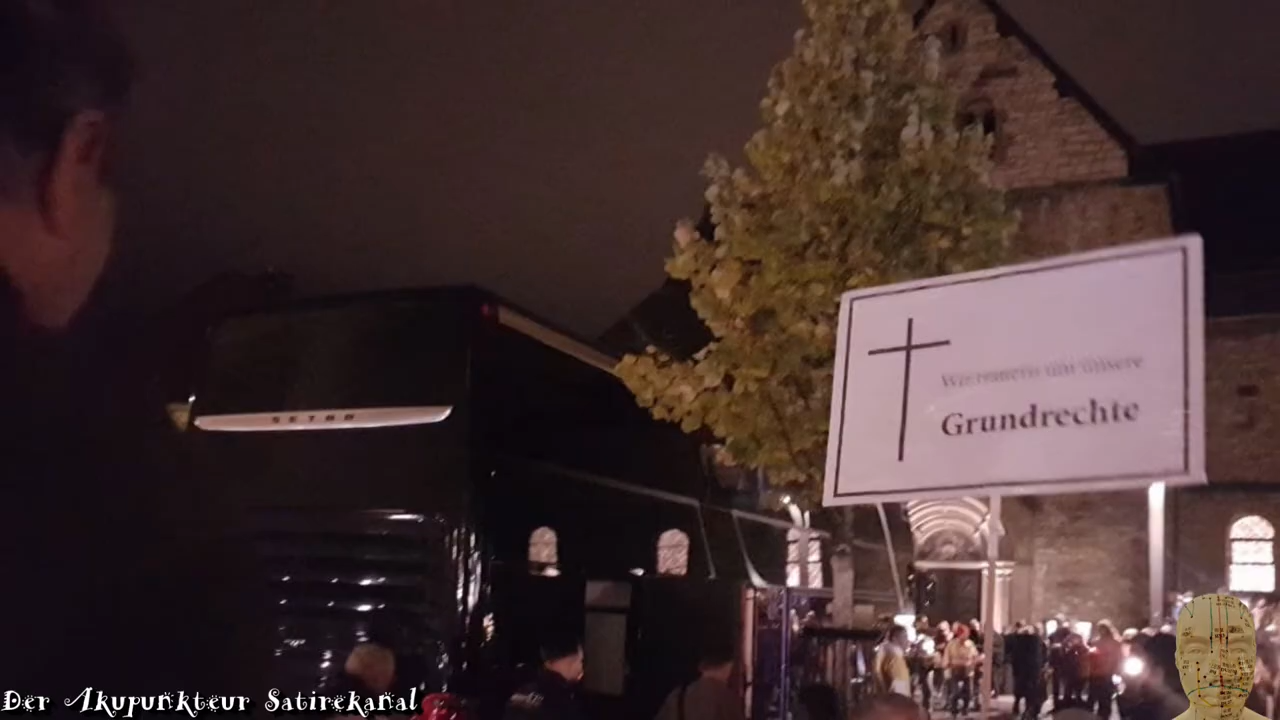 SETRA
Wir trauern um unsere
Grundrechte
Der Akupunkteur Satirekanal